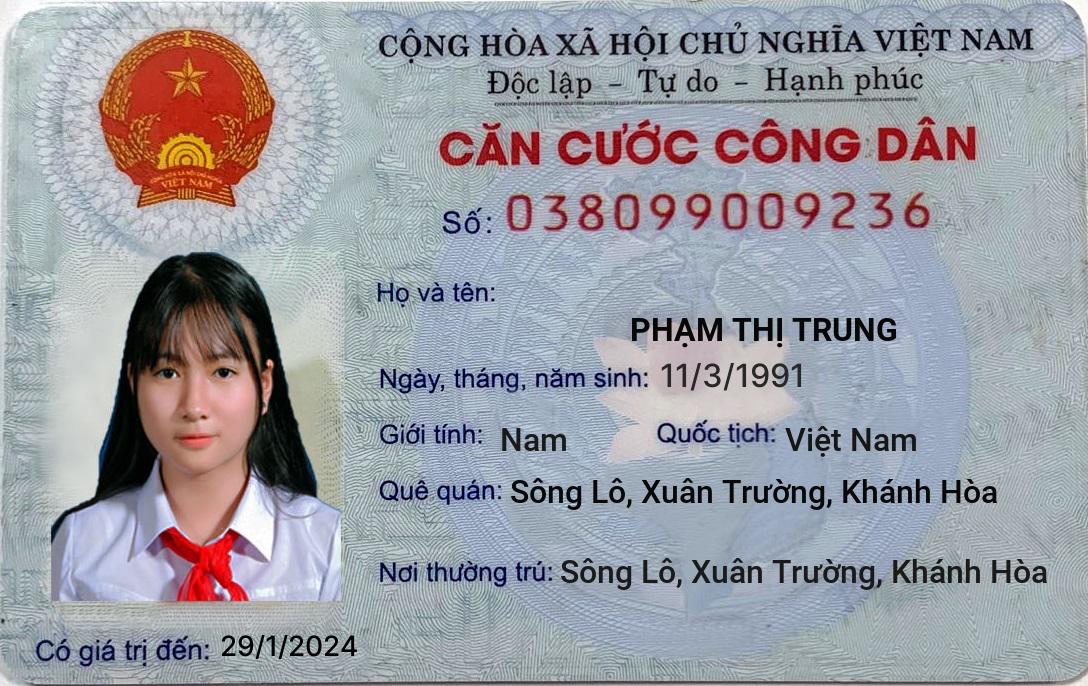 CỘNG HÒA XÃ HỘI CHỦ NGHĨA VIỆT NAM
Độc lập – Tự do – Hạnh phúc
CĂN CƯỚC CÔNG DÂN
Số: 038099009236
VIỆT NAM
Họ và tên:
PHẠM THỊ TRUNG
Ngày, tháng, năm sinh: 11/3/1991
Giới tính: Nam Quốc tịch: Việt Nam
Quê quán: Sông Lô, Xuân Trường, Khánh Hòa
Nơi thường trú: Sông Lô, Xuân Trường, Khánh Hòa
Có giá trị đến: 29/1/2024